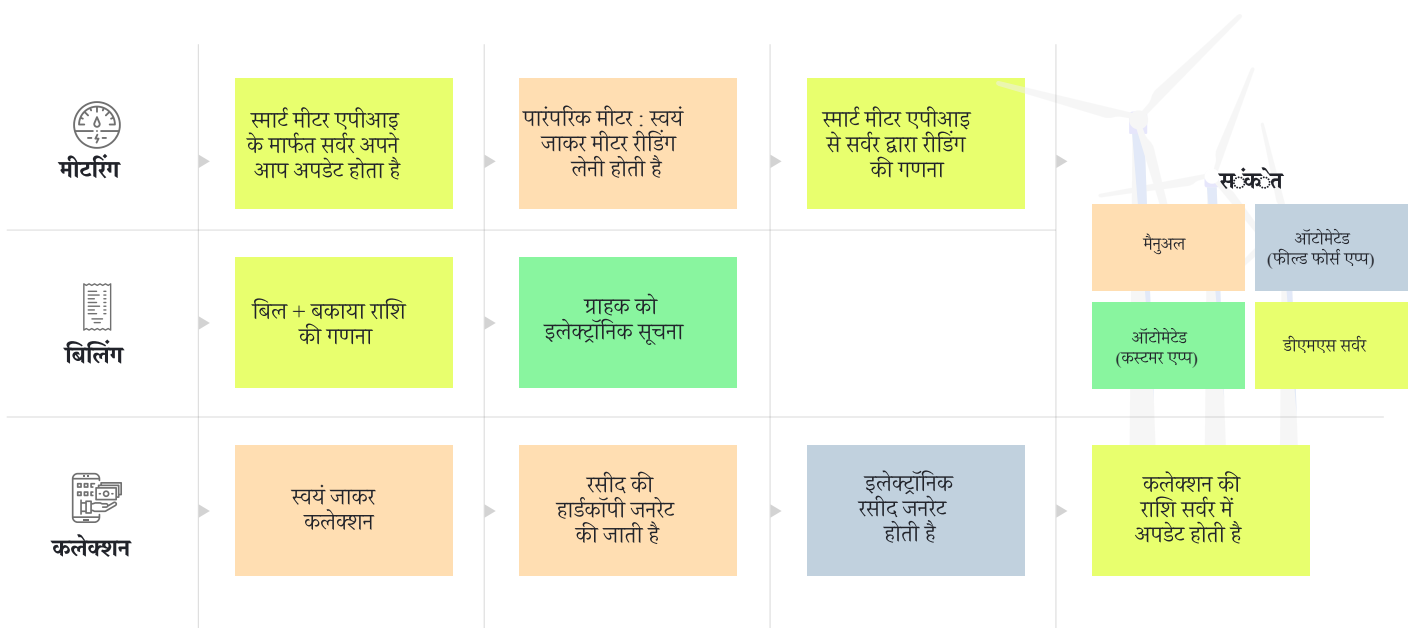 मीटरिंग
स्मार्ट मीटर एपीआइ
के मार्फत सर्वर अपने
आप अपडेट होता है
पारंपरिक मीटर : स्वयं
जाकर मीटर रीडिंग
लेनी होती है
स्मार्ट मीटर एपीआइ
से सर्वर द्वारा रीडिंग
की गणना
संकेत
मैनुअल
ऑटोमेटेड
(फील्ड फोर्स एप्प)
ऑटोमेटेड
(कस्टमर एप्प)
डीएमएस सर्वर
बिलिंग
बिल + बकाया राशि
की गणना
ग्राहक को
इलेक्ट्रॉनिक सूचना
कलेक्शन
स्वयं जाकर
कलेक्शन
रसीद की
हार्डकॉपी जनरेट
की जाती है
इलेक्ट्रॉनिक
रसीद जनरेट
होती है
कलेक्शन की
राशि सर्वर में
अपडेट होती है